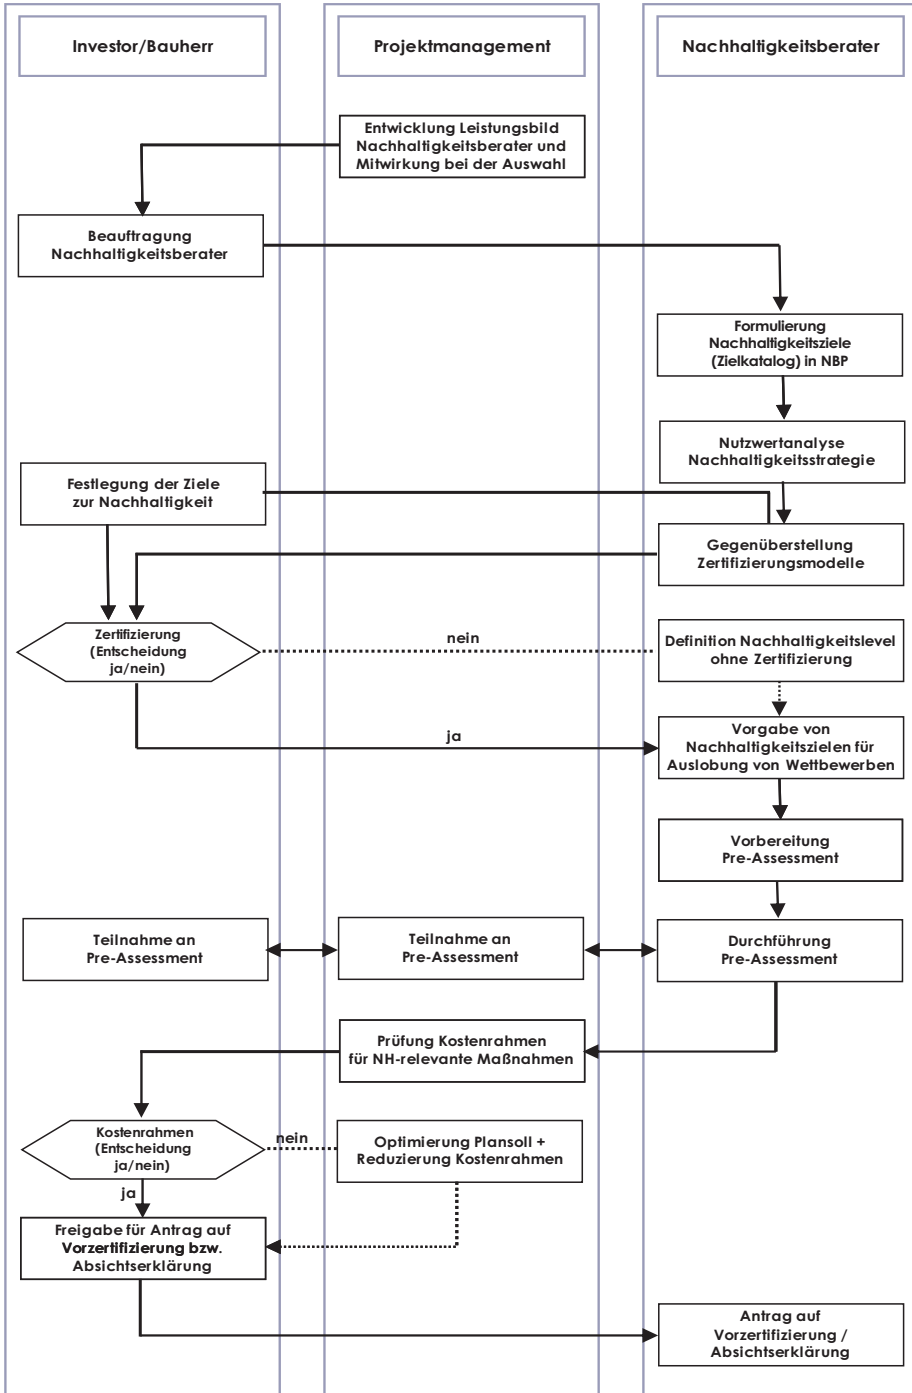 Investor/Bauherr
Projektmanagement
Nachhaltigkeitsberater
Entwicklung Leistungsbild
Nachhaltigkeitsberater und
Mitwirkung bei der Auswahl
Beauftragung
Nachhaltigkeitsberater
Formulierung
Nachhaltigkeitsziele
(Zielkatalog) in NBP
Nutzwertanalyse
Nachhaltigkeitsstrategie
Festlegung der Ziele
zur Nachhaltigkeit
Gegenüberstellung
Zertifizierungsmodelle
Zertifizierung
(Entscheidung
ja/nein)
nein
Definition Nachhaltigkeitslevel
ohne Zertifizierung
ja
Vorgabe von
Nachhaltigkeitszielen für
Auslobung von Wettbewerben
Vorbereitung
Pre-Assessment
Teilnahme an
Pre-Assessment
Teilnahme an
Pre-Assessment
Durchführung
Pre-Assessment
Prüfung Kostenrahmen
für NH-relevante Maßnahmen
Kostenrahmen
(Entscheidung
ja/nein)
nein
Optimierung Plansoll +
Reduzierung Kostenrahmen
ja
Freigabe für Antrag auf
Vorzertifizierung bzw.
Absichtserklärung
Antrag auf
Vorzertifizierung /
Absichtserklärung